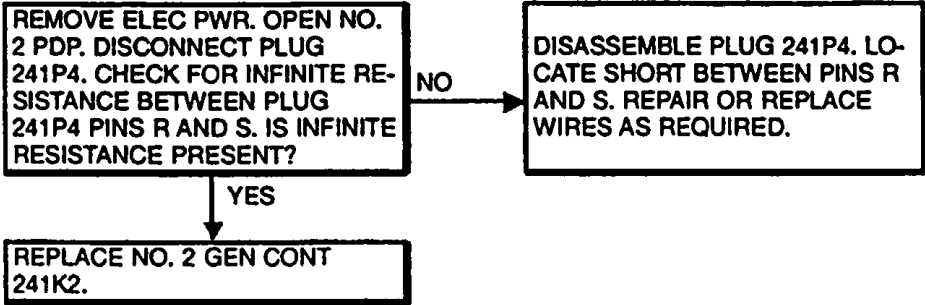 REMOVE ELEC PWR. OPEN NO.
2 PDP. DISCONNECT PLUG
241P4. CHECK FOR INFINITE RE-
SISTANCE BETWEEN PLUG
241P4 PINS R AND S. IS INFINITE
RESISTANCE PRESENT?
NO
DISASSEMBLE PLUG 241P4. LO-
CATE SHORT BETWEEN PINS R
AND S. REPAIR OR REPLACE
WIRES AS REQUIRED.
YES
REPLACE NO. 2 GEN CONT
241K2.